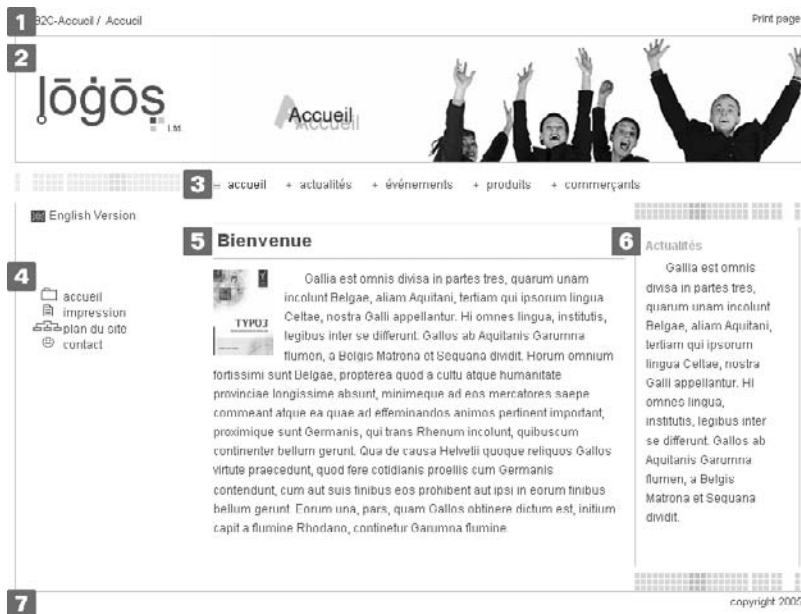 1
B2C-Accueil / Accueil
Print page
2
lōgōs
Ltd.
Accueil
Accueil
3
accueil + actualités + événements + produits + commerçants
English Version
5 Bienvenue
6 Actualités
4
accueil
impression
plan du site
contact
TYPO3
Gallia est omnis divisa in partes tres, quarum unam
incolunt Belgae, aliam Aquitani, tertiam qui ipsorum lingua
Celtae, nostra Galli appellantur. Hi omnes lingua, institutis,
legibus inter se differunt. Gallos ab Aquitanis Garumna
flumen, a Belgis Matrona et Sequana dividit. Horum omnium
fortissimi sunt Belgae, propterea quod a cultu atque humanitate
provinciae longissime absunt, minimeque ad eos mercatores saepe
commeant atque ea quae ad effeminandos animos pertinent important,
proximique sunt Germanis, qui trans Rhenum incolunt, quibuscum
continenter bellum gerunt. Qua de causa Helvetii quoque reliquos Gallos
virtute praecedunt, quod fere cotidianis proeliis cum Germanis
contendunt, cum aut suis finibus eos prohibent aut ipsi in eorum finibus
bellum gerunt. Eorum una, pars, quam Gallos obtinere dictum est, initium
capit a flumine Rhodano, continetur Garumna flumine.
Gallia est omnis
divisa in partes tres,
quarum unam incolunt
Belgae, aliam Aquitani,
tertiam qui ipsorum
lingua Celtae, nostra
Galli appellantur. Hi
omnes lingua,
institutis, legibus inter
se differunt. Gallos ab
Aquitanis Garumna
flumen, a Belgis
Matrona et Sequana
dividit.
7
copyright 2005